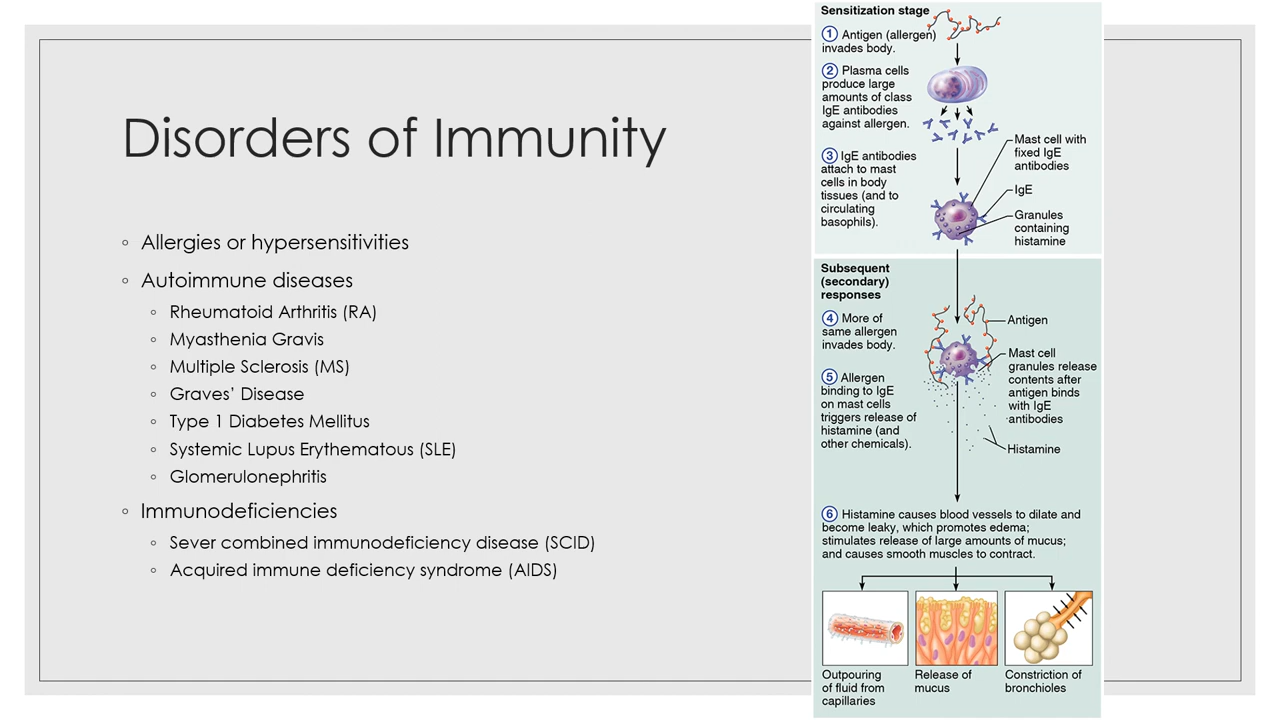 Disorders of Immunity
◦ Allergies or hypersensitivities
◦ Autoimmune diseases
◦ Rheumatoid Arthritis (RA)
◦ Myasthenia Gravis
◦ Multiple Sclerosis (MS)
◦ Graves’ Disease
◦ Type 1 Diabetes Mellitus
◦ Systemic Lupus Erythematous (SLE)
◦ Glomerulonephritis
◦ Immunodeficiencies
◦ Sever combined immunodeficiency disease (SCID)
◦ Acquired immune deficiency syndrome (AIDS)
Sensitization stage
1 Antigen (allergen)
invades body.
2 Plasma cells
produce large
amounts of class
IgE antibodies
against allergen.
3 IgE antibodies
attach to mast
cells in body
tissues (and to
circulating
basophils).
Mast cell with
fixed IgE
antibodies
IgE
Granules
containing
histamine
Subsequent
(secondary)
responses
4 More of
same allergen
invades body.
5 Allergen
binding to IgE
on mast cells
triggers release of
histamine (and
other chemicals).
Antigen
Mast cell
granules release
contents after
antigen binds
with IgE
antibodies
Histamine
6 Histamine causes blood vessels to dilate and
become leaky, which promotes edema;
stimulates release of large amounts of mucus;
and causes smooth muscles to contract.
Outpouring
of fluid from
capillaries
Release of
mucus
Constriction of
bronchioles